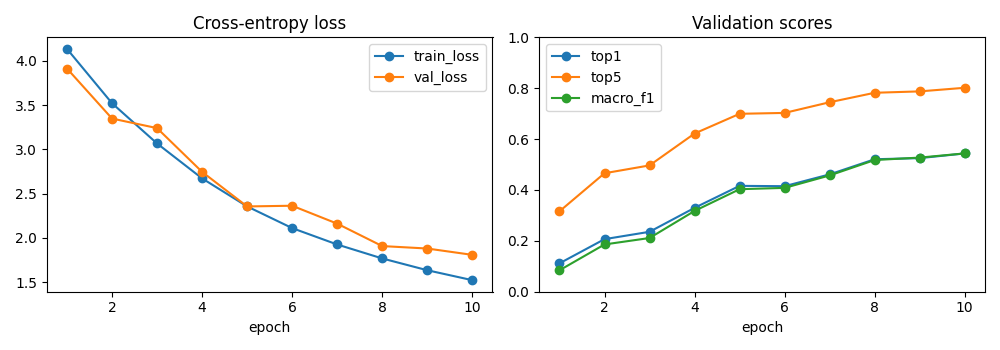 Cross-entropy loss
train_loss
val_loss
4.0
3.5
3.0
2.5
2.0
1.5
2 4 6 8 10
epoch
Validation scores
top1
top5
macro_f1
1.0
0.8
0.6
0.4
0.2
0.0
2 4 6 8 10
epoch